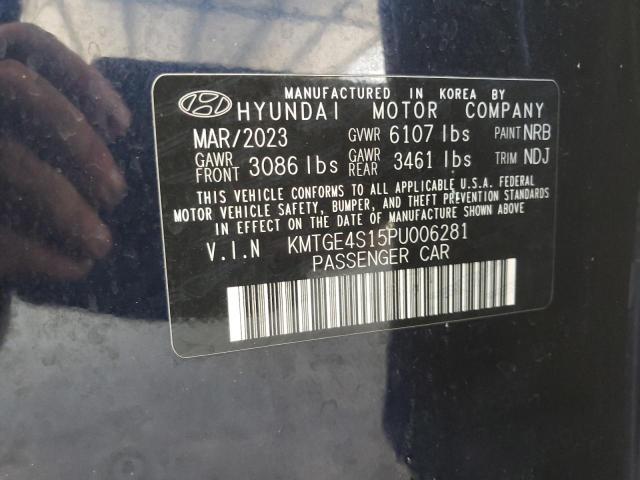 MANUFACTURED IN KOREA BY
HYUNDAI MOTOR COMPANY
MAR/2023 GVWR 6107 lbs PAINT NRB
GAWR FRONT 3086 lbs GAWR REAR 3461 lbs TRIM NDJ
THIS VEHICLE CONFORMS TO ALL APPLICABLE U.S.A. FEDERAL
MOTOR VEHICLE SAFETY, BUMPER, AND THEFT PREVENTION STANDARDS
IN EFFECT ON THE DATE OF MANUFACTURE SHOWN ABOVE
V.I.N KMTGE4S15PU006281
PASSENGER CAR